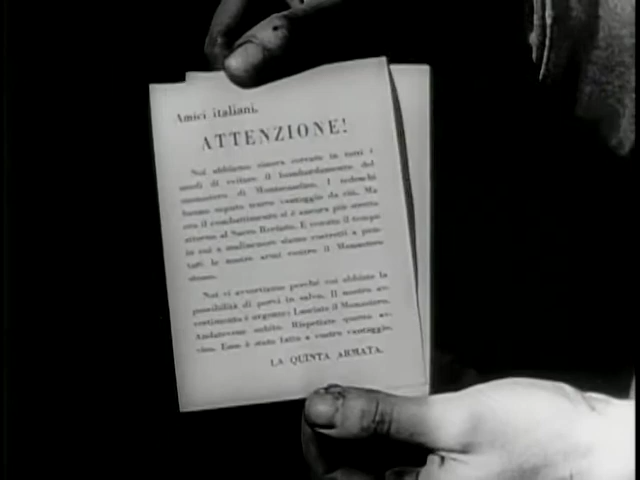 Amici italiani,
ATTENZIONE!
Noi abbiamo sinora cercato in tutti i
modi di evitare il bombardamento del
monastero di Montecassino. I tedeschi
hanno saputo trarre vantaggio da ciò. Ma
ora il combattimento si è ancora più stretto
attorno al Sacro Recinto. È venuto il tempo
in cui a malincuore siamo costretti a pun-
tare le nostre armi contro il Monastero
stesso.
Noi vi avvertiamo perchè voi abbiate la
possibilità di porvi in salvo. Il nostro av-
vertimento è urgente: Lasciate il Monastero.
Andatevene subito. Rispettate questo av-
viso. Esso è stato fatto a vostro vantaggio.
LA QUINTA ARMATA.